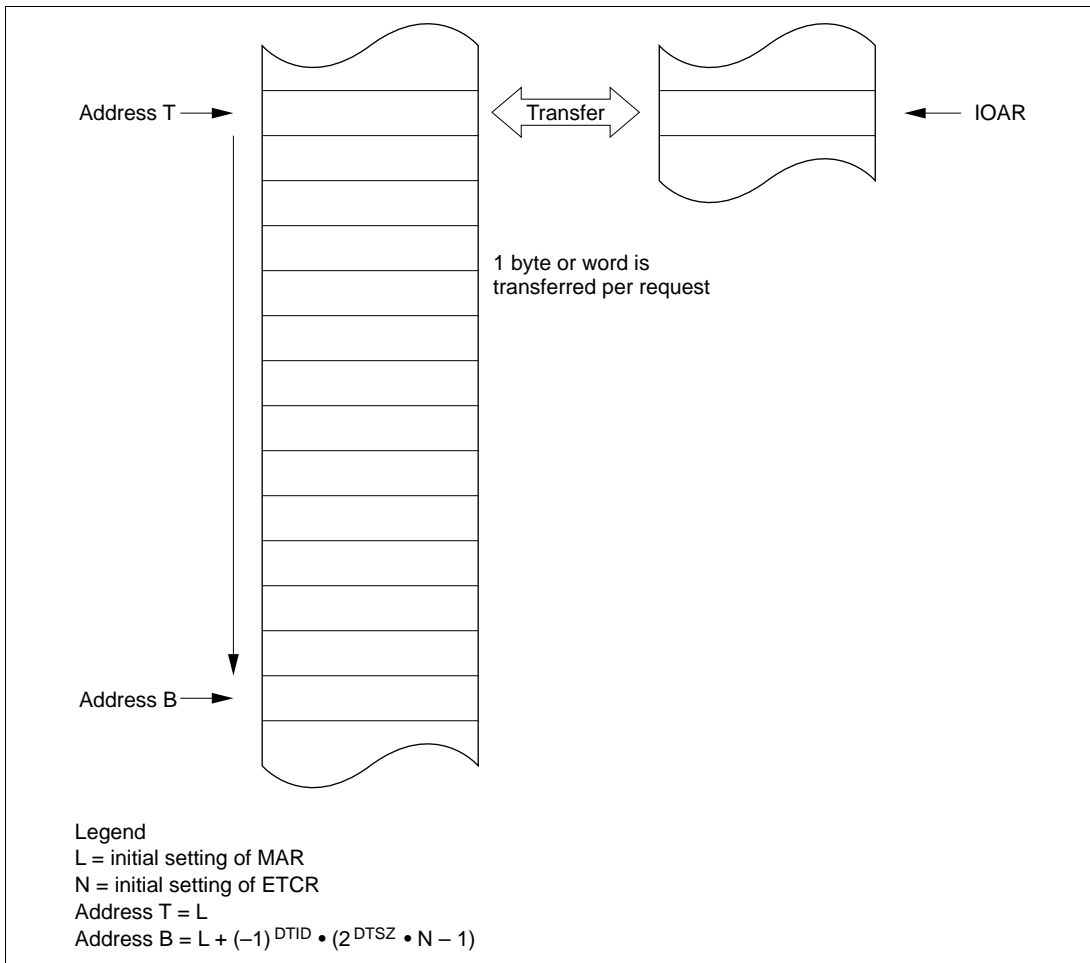 Address T
Transfer
IOAR
1 byte or word is
transferred per request
Address B
Legend
L = initial setting of MAR
N = initial setting of ETCR
Address T = L
Address B = L + (–1)^DTID • (2^DTSZ • N – 1)